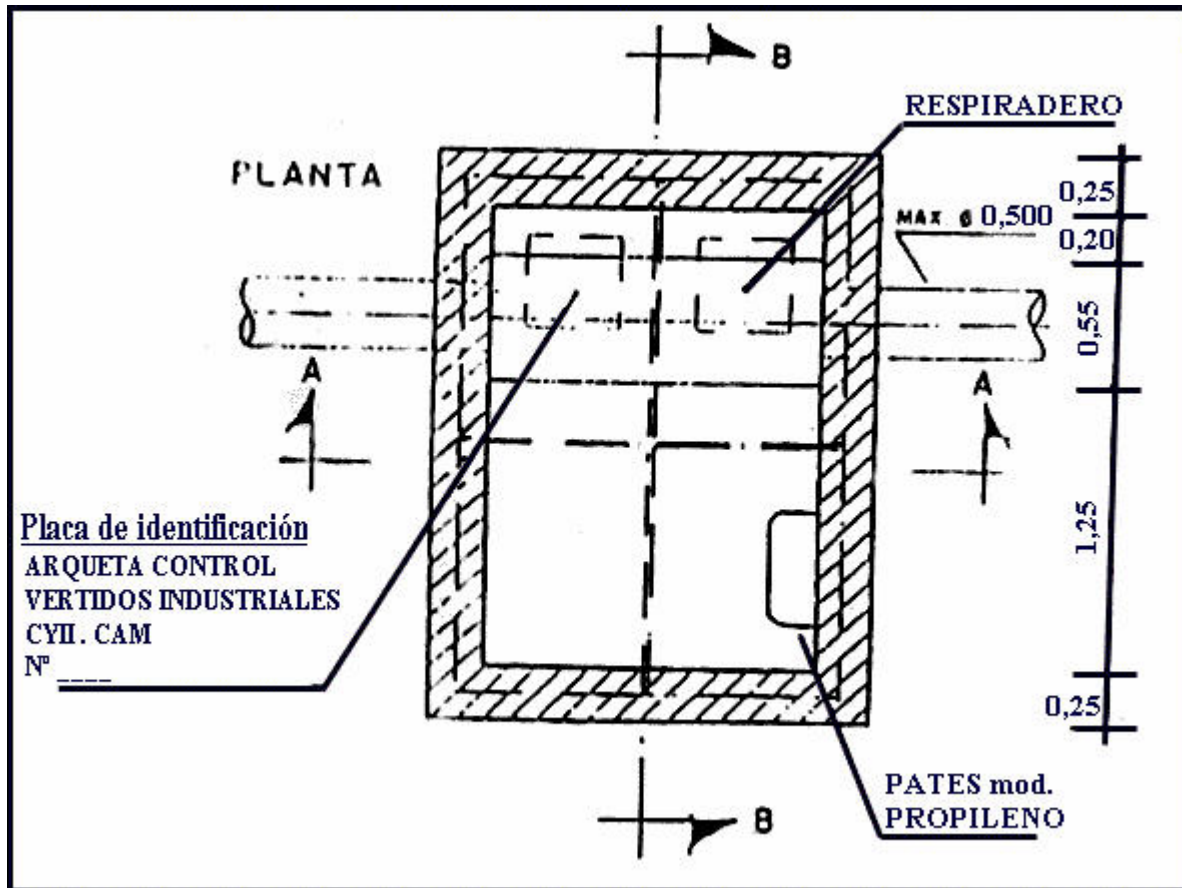 B
RESPIRADERO
PLANTA
0,25
MAX ø 0,500
0,20
0,55
A
A
Placa de identificación
ARQUETA CONTROL
VERTIDOS INDUSTRIALES
CYII. CAM
Nº ____
1,25
0,25
PATES mod.
PROPILENO
B